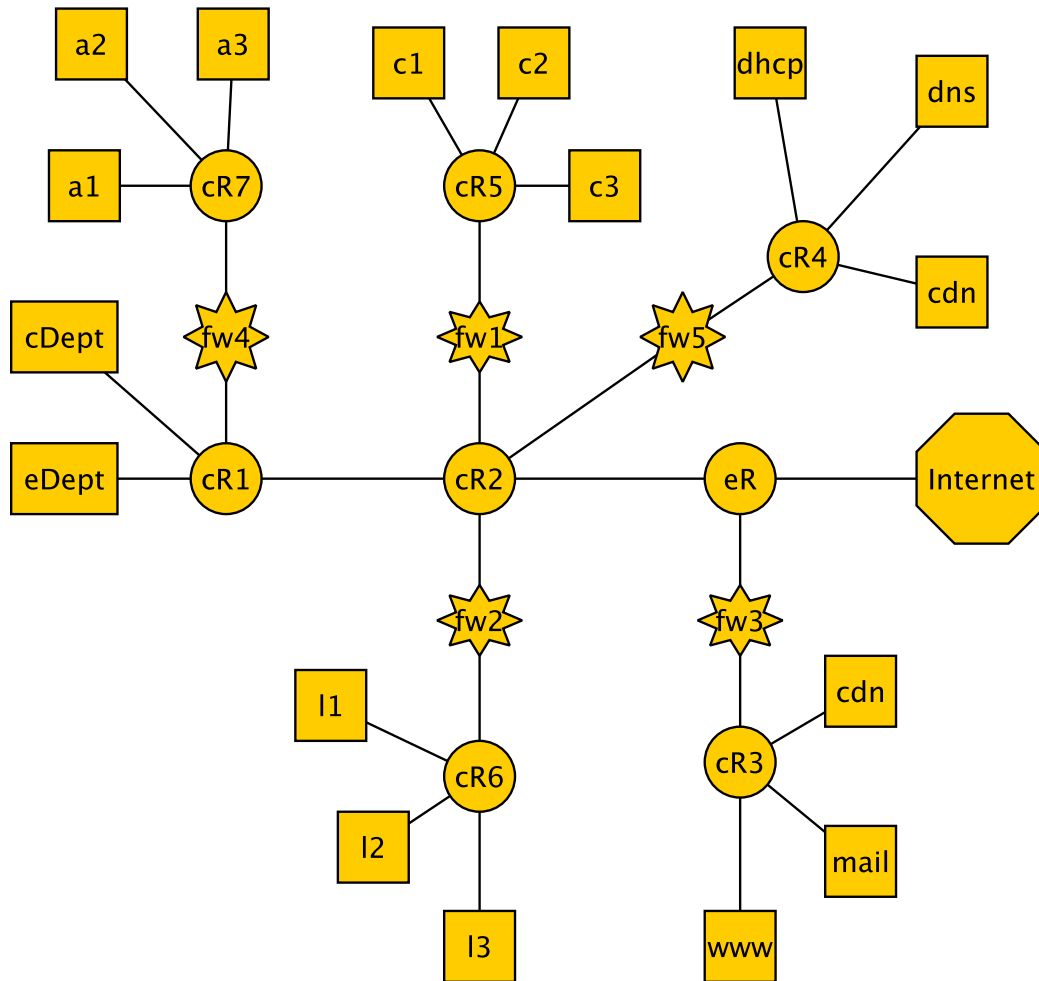 a2
a3
c1
c2
dhcp
dns
a1
cR7
cR5
c3
cR4
cdn
cDept
fw4
fw1
fw5
eDept
cR1
cR2
eR
Internet
fw2
fw3
l1
cdn
cR6
cR3
l2
mail
l3
www